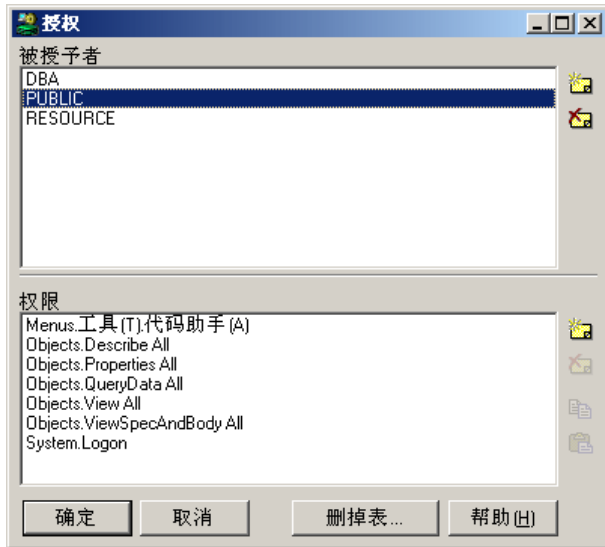 授权
被授予者
DBA
PUBLIC
RESOURCE
权限
Menus.工具(T).代码助手(A)
Objects.Describe All
Objects.Properties All
Objects.QueryData All
Objects.View All
Objects.ViewSpecAndBody All
System.Logon
确定 取消 删掉表... 帮助(H)